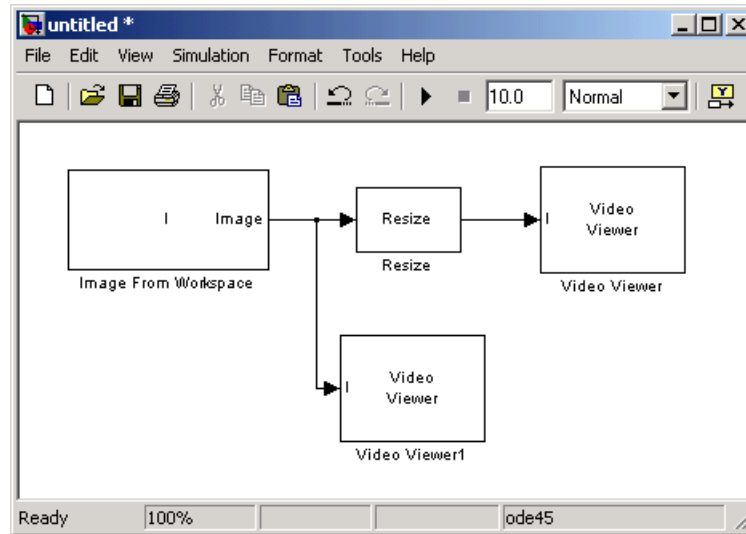 untitled *
File Edit View Simulation Format Tools Help
10.0 Normal Y
I Image
Image From Workspace
Resize
Resize
I Video
Viewer
Video Viewer
I Video
Viewer
Video Viewer1
Ready 100% ode45